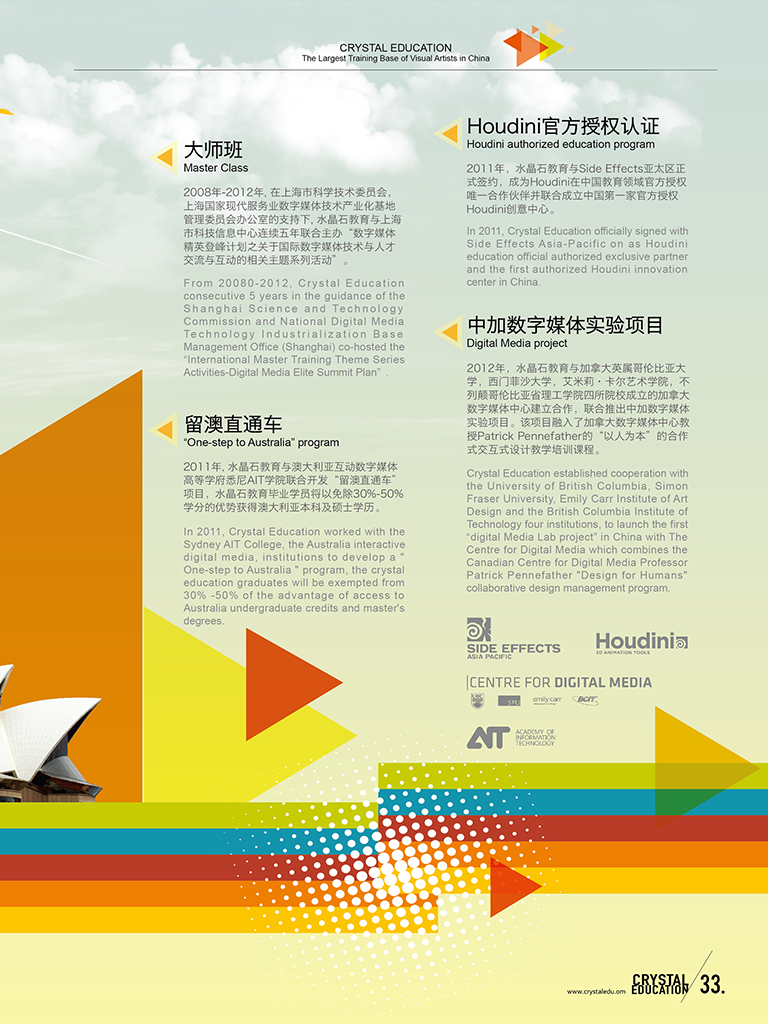 CRYSTAL EDUCATION
The Largest Training Base of Visual Artists in China
大师班
Master Class
2008年-2012年, 在上海市科学技术委员会，
上海国家现代服务业数字媒体技术产业化基地
管理委员会办公室的支持下, 水晶石教育与上海
市科技信息中心连续五年联合主办“数字媒体
精英登峰计划之关于国际数字媒体技术与人才
交流与互动的相关主题系列活动”。
From 20080-2012, Crystal Education
consecutive 5 years in the guidance of the
Shanghai Science and Technology
Commission and National Digital Media
Technology Industrialization Base
Management Office (Shanghai) co-hosted the
“International Master Training Theme Series
Activities-Digital Media Elite Summit Plan” .
留澳直通车
“One-step to Australia” program
2011年, 水晶石教育与澳大利亚互动数字媒体
高等学府悉尼AIT学院联合开发“留澳直通车”
项目，水晶石教育毕业学员将以免除30%-50%
学分的优势获得澳大利亚本科及硕士学历。
In 2011, Crystal Education worked with the
Sydney AIT College, the Australia interactive
digital media, institutions to develop a "
One-step to Australia " program, the crystal
education graduates will be exempted from
30% -50% of the advantage of access to
Australia undergraduate credits and master's
degrees.
Houdini官方授权认证
Houdini authorized education program
2011年，水晶石教育与Side Effects亚太区正
式签约，成为Houdini在中国教育领域官方授权
唯一合作伙伴并联合成立中国第一家官方授权
Houdini创意中心。
In 2011, Crystal Education officially signed with
Side Effects Asia-Pacific on as Houdini
education official authorized exclusive partner
and the first authorized Houdini innovation
center in China.
中加数字媒体实验项目
Digital Media project
2012年，水晶石教育与加拿大英属哥伦比亚大
学，西门菲沙大学，艾米莉·卡尔艺术学院，不
列颠哥伦比亚省理工学院四所院校成立的加拿大
数字媒体中心建立合作，联合推出中加数字媒体
实验项目。该项目融入了加拿大数字媒体中心教
授Patrick Pennefather的“以人为本”的合作
式交互式设计教学培训课程。
Crystal Education established cooperation with
the University of British Columbia, Simon
Fraser University, Emily Carr Institute of Art
Design and the British Columbia Institute of
Technology four institutions, to launch the first
“digital Media Lab project” in China with The
Centre for Digital Media which combines the
Canadian Centre for Digital Media Professor
Patrick Pennefather "Design for Humans"
collaborative design management program.
SIDE EFFECTS
ASIA PACIFIC
Houdini
3D ANIMATION TOOLS
CENTRE FOR DIGITAL MEDIA
SFU emily carr BCIT
AIT ACADEMY OF
INFORMATION
TECHNOLOGY
www.crystaledu.om
CRYSTAL
EDUCATION
33.